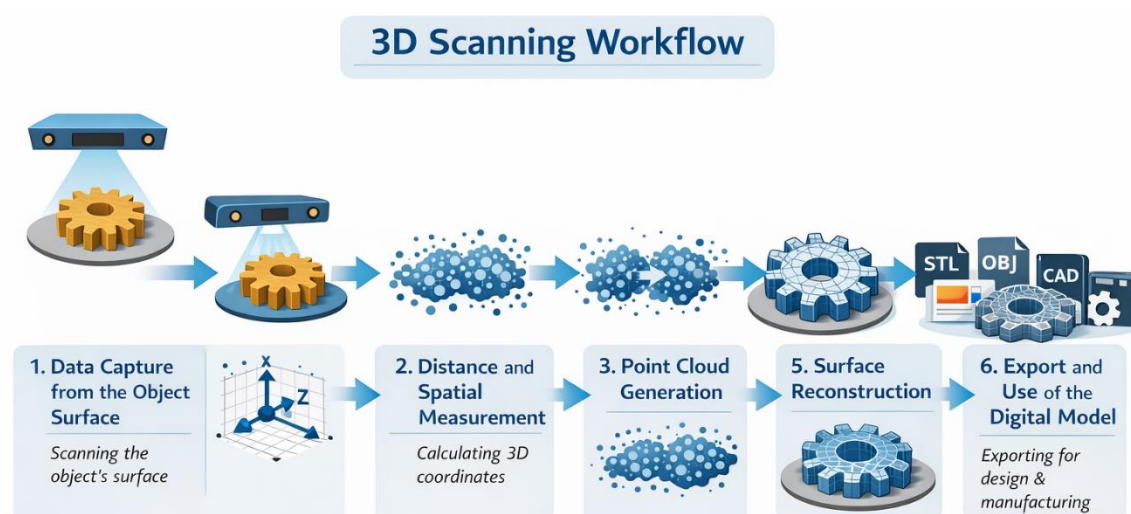 3D Scanning Workflow
STL
OBJ
CAD
1. Data Capture
from the Object
Surface
Scanning the
object's surface
X
Z
2. Distance and
Spatial
Measurement
Calculating 3D
coordinates
3. Point Cloud
Generation
5. Surface
Reconstruction
6. Export and
Use of the
Digital Model
Exporting for
design &
manufacturing